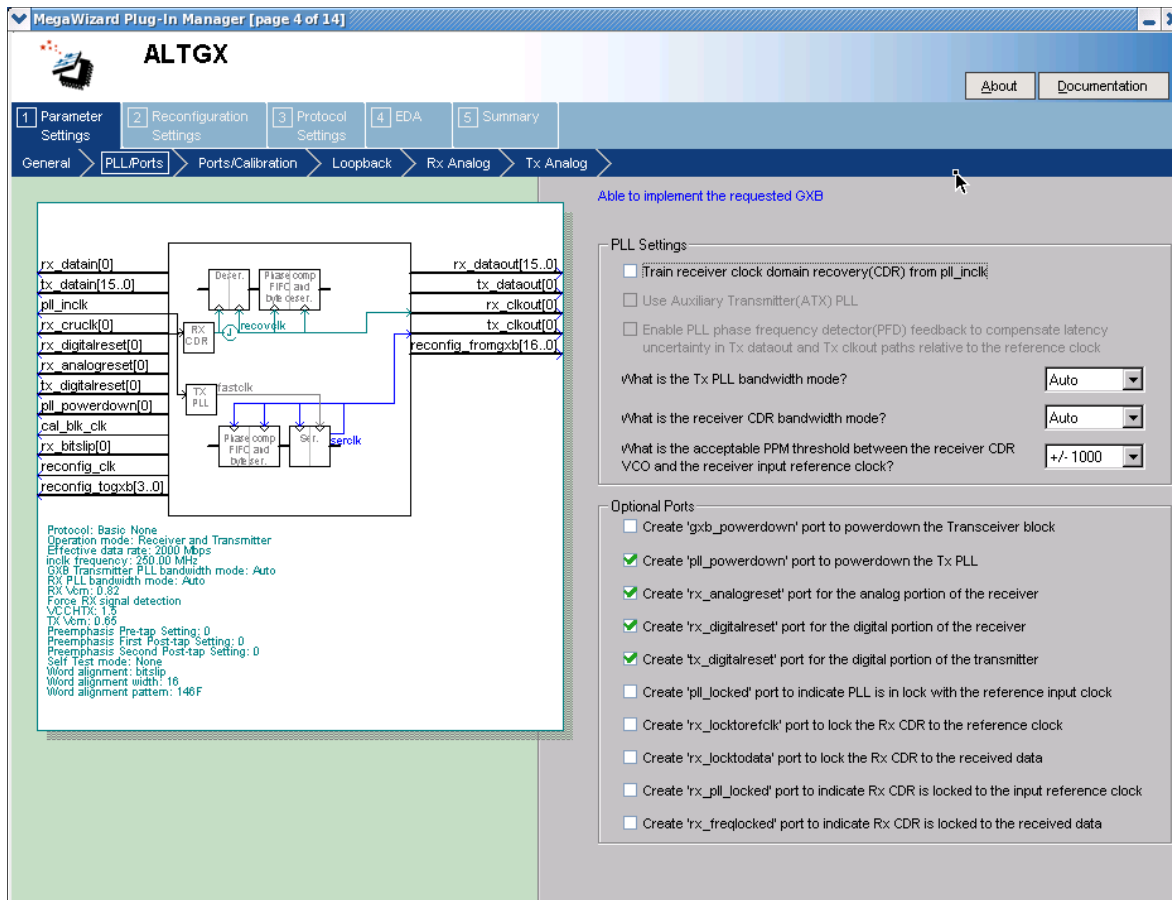 MegaWizard Plug-In Manager [page 4 of 14]
ALTGX
About
Documentation
1 Parameter
Settings
2 Reconfiguration
Settings
3 Protocol
Settings
4 EDA
5 Summary
General
PLL/Ports
Ports/Calibration
Loopback
Rx Analog
Tx Analog
rx_datain[0]
tx_datain[15..0]
pll_inclk
rx_cruclk[0]
rx_digitalreset[0]
rx_analogreset[0]
tx_digitalreset[0]
pll_powerdown[0]
cal_blk_clk
rx_bitslip[0]
reconfig_clk
reconfig_togxb[3..0]
Deser.
Phase comp
FIFO and
byte deser.
RX
CDR
recovclk
TX
PLL
fastclk
Phase comp
FIFO and
byte ser.
Ser.
serclk
rx_dataout[15..0]
tx_dataout[0]
rx_clkout[0]
tx_clkout[0]
reconfig_fromgxb[16..0]
Protocol: Basic None
Operation mode: Receiver and Transmitter
Effective data rate: 2000 Mbps
inclk frequency: 250.00 MHz
GXB Transmitter PLL bandwidth mode: Auto
RX PLL bandwidth mode: Auto
RX Vcm: 0.82
Force RX signal detection
VCCHTX: 1.5
TX Vcm: 0.65
Preemphasis Pre-tap Setting: 0
Preemphasis First Post-tap Setting: 0
Preemphasis Second Post-tap Setting: 0
Self Test mode: None
Word alignment: bitslip
Word alignment width: 16
Word alignment pattern: 146F
Able to implement the requested GXB
PLL Settings
Train receiver clock domain recovery(CDR) from pll_inclk
Use Auxiliary Transmitter(ATX) PLL
Enable PLL phase frequency detector(PFD) feedback to compensate latency
uncertainty in Tx dataout and Tx clkout paths relative to the reference clock
What is the Tx PLL bandwidth mode?
Auto
What is the receiver CDR bandwidth mode?
Auto
What is the acceptable PPM threshold between the receiver CDR
VCO and the receiver input reference clock?
+/- 1000
Optional Ports
Create 'gxb_powerdown' port to powerdown the Transceiver block
Create 'pll_powerdown' port to powerdown the Tx PLL
Create 'rx_analogreset' port for the analog portion of the receiver
Create 'rx_digitalreset' port for the digital portion of the receiver
Create 'tx_digitalreset' port for the digital portion of the transmitter
Create 'pll_locked' port to indicate PLL is in lock with the reference input clock
Create 'rx_locktorefclk' port to lock the Rx CDR to the reference clock
Create 'rx_locktodata' port to lock the Rx CDR to the received data
Create 'rx_pll_locked' port to indicate Rx CDR is locked to the input reference clock
Create 'rx_freqlocked' port to indicate Rx CDR is locked to the received data